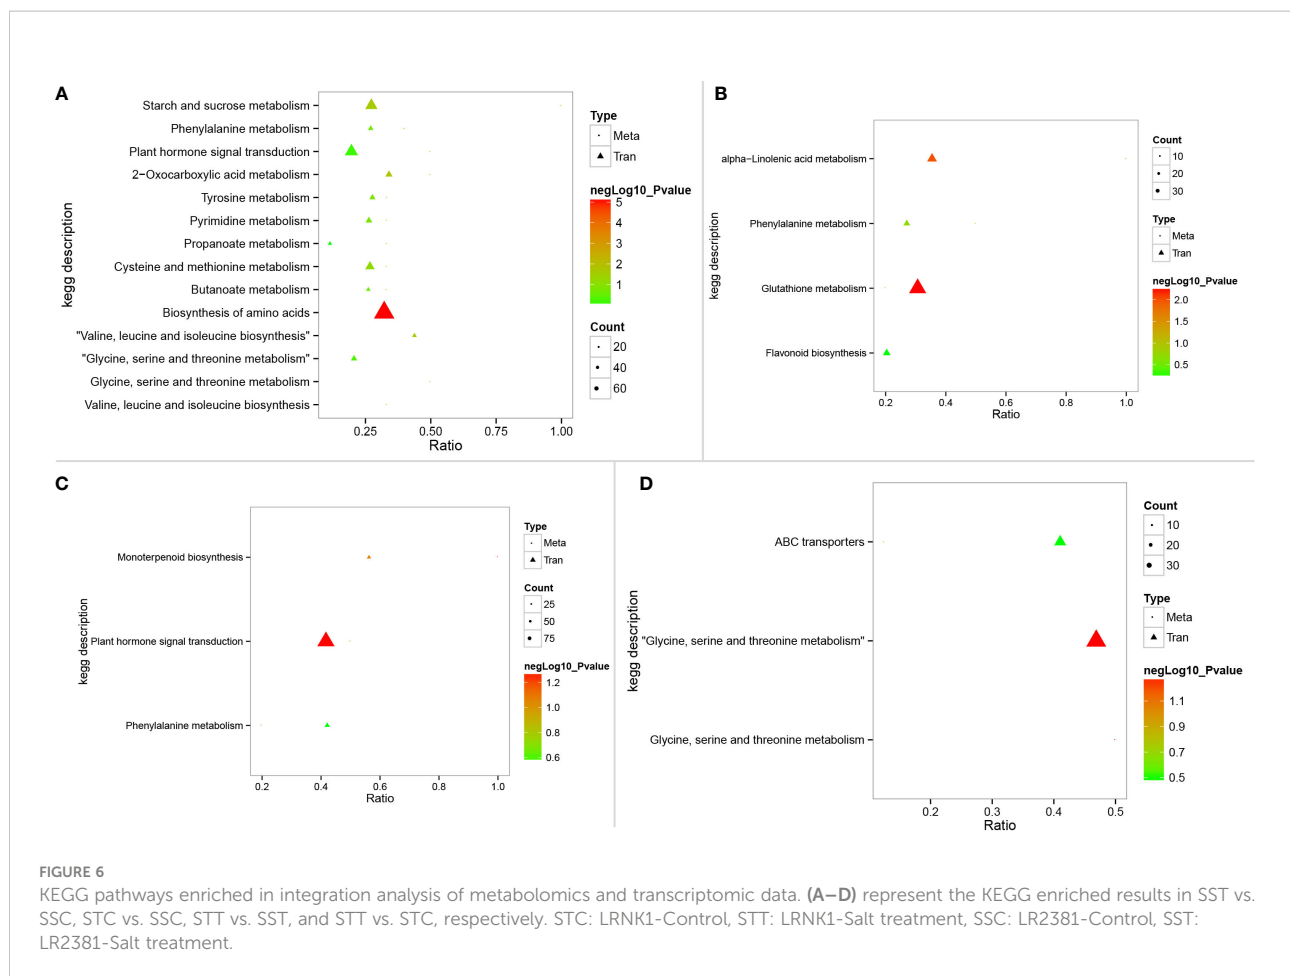 A
Starch and sucrose metabolism
Phenylalanine metabolism
Plant hormone signal transduction
2−Oxocarboxylic acid metabolism
Tyrosine metabolism
Pyrimidine metabolism
Propanoate metabolism
Cysteine and methionine metabolism
Butanoate metabolism
Biosynthesis of amino acids
"Valine, leucine and isoleucine biosynthesis"
"Glycine, serine and threonine metabolism"
Glycine, serine and threonine metabolism
Valine, leucine and isoleucine biosynthesis
kegg description
0.25 0.50 0.75 1.00
Ratio
Type
Meta
Tran
negLog10_Pvalue
5
4
3
2
1
Count
20
40
60
B
alpha−Linolenic acid metabolism
Phenylalanine metabolism
Glutathione metabolism
Flavonoid biosynthesis
kegg description
0.2 0.4 0.6 0.8 1.0
Ratio
Count
10
20
30
Type
Meta
Tran
negLog10_Pvalue
2.0
1.5
1.0
0.5
C
Monoterpenoid biosynthesis
Plant hormone signal transduction
Phenylalanine metabolism
kegg description
0.2 0.4 0.6 0.8 1.0
Ratio
Type
Meta
Tran
Count
25
50
75
negLog10_Pvalue
1.2
1.0
0.8
0.6
D
ABC transporters
"Glycine, serine and threonine metabolism"
Glycine, serine and threonine metabolism
kegg description
0.2 0.3 0.4 0.5
Ratio
Count
10
20
30
Type
Meta
Tran
negLog10_Pvalue
1.1
0.9
0.7
0.5
FIGURE 6
KEGG pathways enriched in integration analysis of metabolomics and transcriptomic data. (A–D) represent the KEGG enriched results in SST vs.
SSC, STC vs. SSC, STT vs. SST, and STT vs. STC, respectively. STC: LRNK1-Control, STT: LRNK1-Salt treatment, SSC: LR2381-Control, SST:
LR2381-Salt treatment.